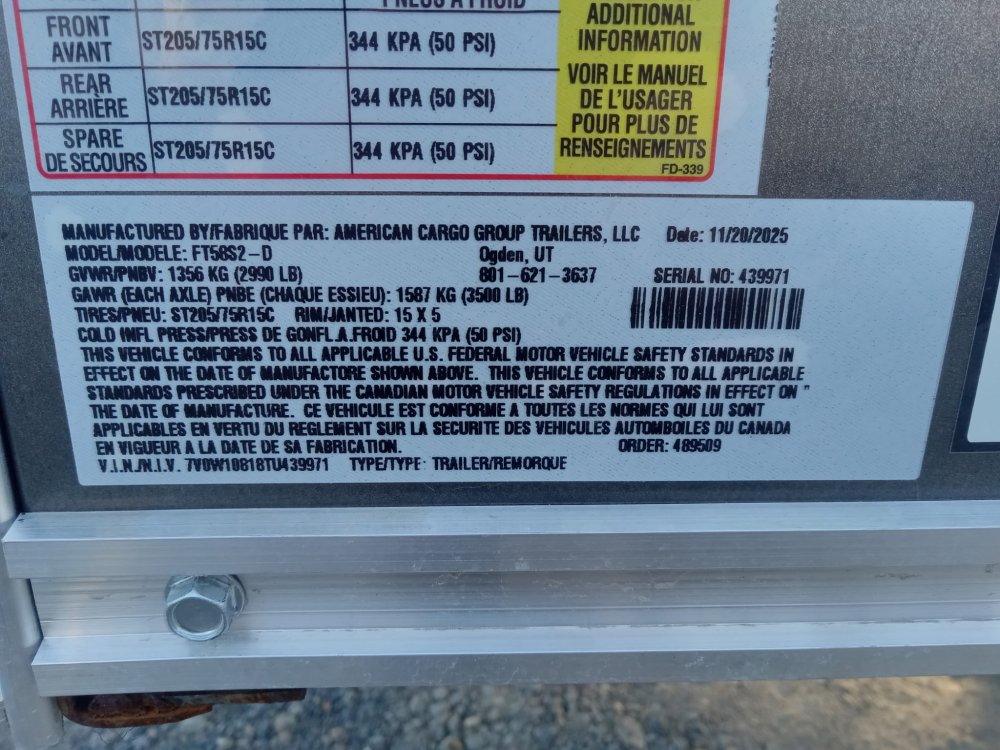 PNEUS À FROID
FRONT
AVANT
ST205/75R15C
344 KPA (50 PSI)
REAR
ARRIÈRE
ST205/75R15C
344 KPA (50 PSI)
SPARE
DE SECOURS
ST205/75R15C
344 KPA (50 PSI)
ADDITIONAL
INFORMATION
VOIR LE MANUEL
DE L'USAGER
POUR PLUS DE
RENSEIGNEMENTS
FD-339
MANUFACTURED BY/FABRIQUE PAR: AMERICAN CARGO GROUP TRAILERS, LLC Date: 11/20/2025
MODEL/MODELE: FT58S2-D Ogden, UT
GVWR/PNBV: 1356 KG (2990 LB) 801-621-3637 SERIAL NO: 439971
GAWR (EACH AXLE) PNBE (CHAQUE ESSIEU): 1587 KG (3500 LB)
TIRES/PNEU: ST205/75R15C RIM/JANTED: 15 X 5
COLD INFL PRESS/PRESS DE GONFL.A.FROID 344 KPA (50 PSI)
THIS VEHICLE CONFORMS TO ALL APPLICABLE U.S. FEDERAL MOTOR VEHICLE SAFETY STANDARDS IN
EFFECT ON THE DATE OF MANUFACTORE SHOWN ABOVE. THIS VEHICLE CONFORMS TO ALL APPLICABLE
STANDARDS PRESCRIBED UNDER THE CANADIAN MOTOR VEHICLE SAFETY REGULATIONS IN EFFECT ON "
THE DATE OF MANUFACTURE. CE VEHICULE EST CONFORME A TOUTES LES NORMES QUI LUI SONT
APPLICABLES EN VERTU DU REGLEMENT SUR LA SECURITE DES VEHICULES AUTOMBOILES DU CANADA
EN VIGUEUR A LA DATE DE SA FABRICATION. ORDER: 489509
V.I.N./N.I.V. 7V0W10818TU439971 TYPE/TYPE: TRAILER/REMORQUE